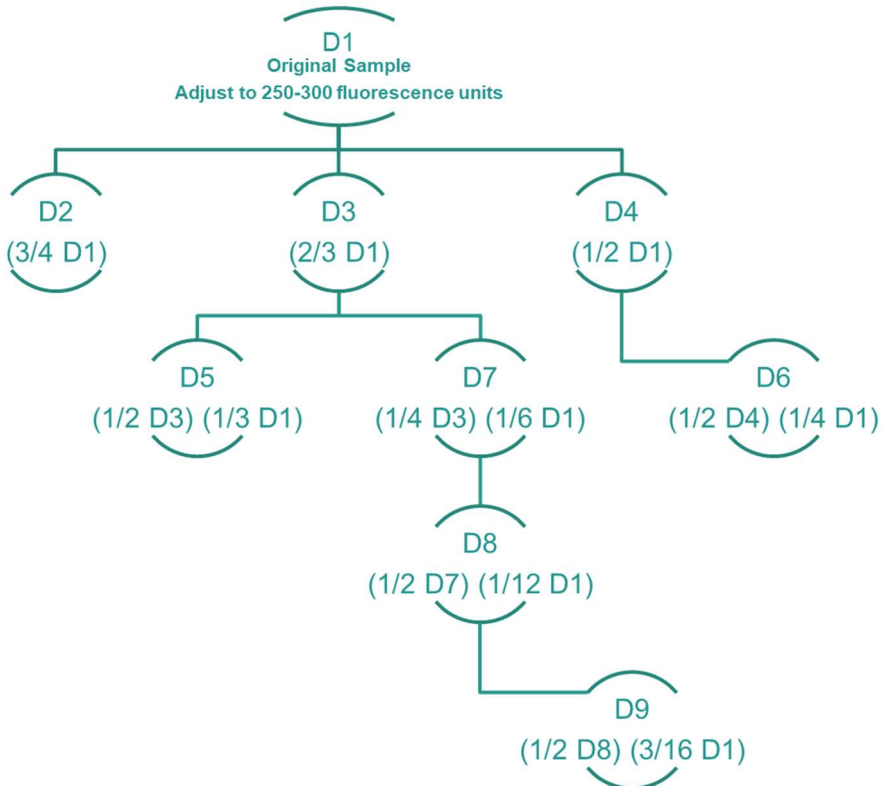 D1
Original Sample
Adjust to 250-300 fluorescence units
D2
(3/4 D1)
D3
(2/3 D1)
D4
(1/2 D1)
D5
(1/2 D3) (1/3 D1)
D7
(1/4 D3) (1/6 D1)
D6
(1/2 D4) (1/4 D1)
D8
(1/2 D7) (1/12 D1)
D9
(1/2 D8) (3/16 D1)